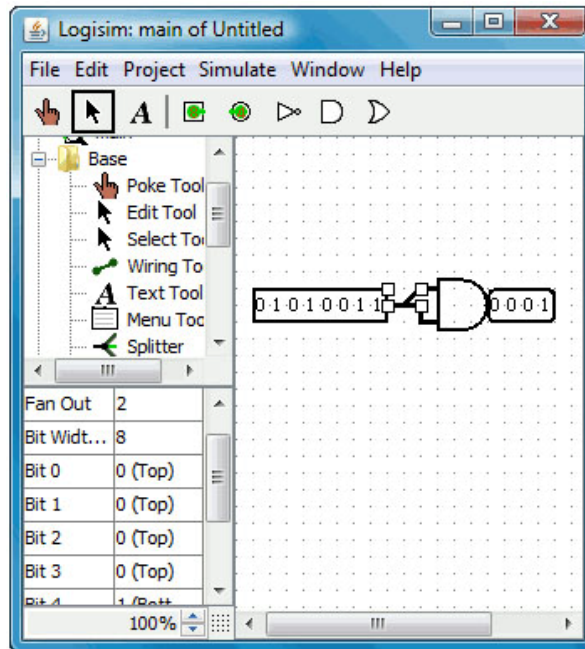 Logisim: main of Untitled
File Edit Project Simulate Window Help
A
Base
Poke Tool
Edit Tool
Select To
Wiring To
A Text Tool
Menu Too
Splitter
Fan Out 2
Bit Widt... 8
Bit 0 0 (Top)
Bit 1 0 (Top)
Bit 2 0 (Top)
Bit 3 0 (Top)
100%
0 1 0 1 0 0 1 1
0 0 0 1